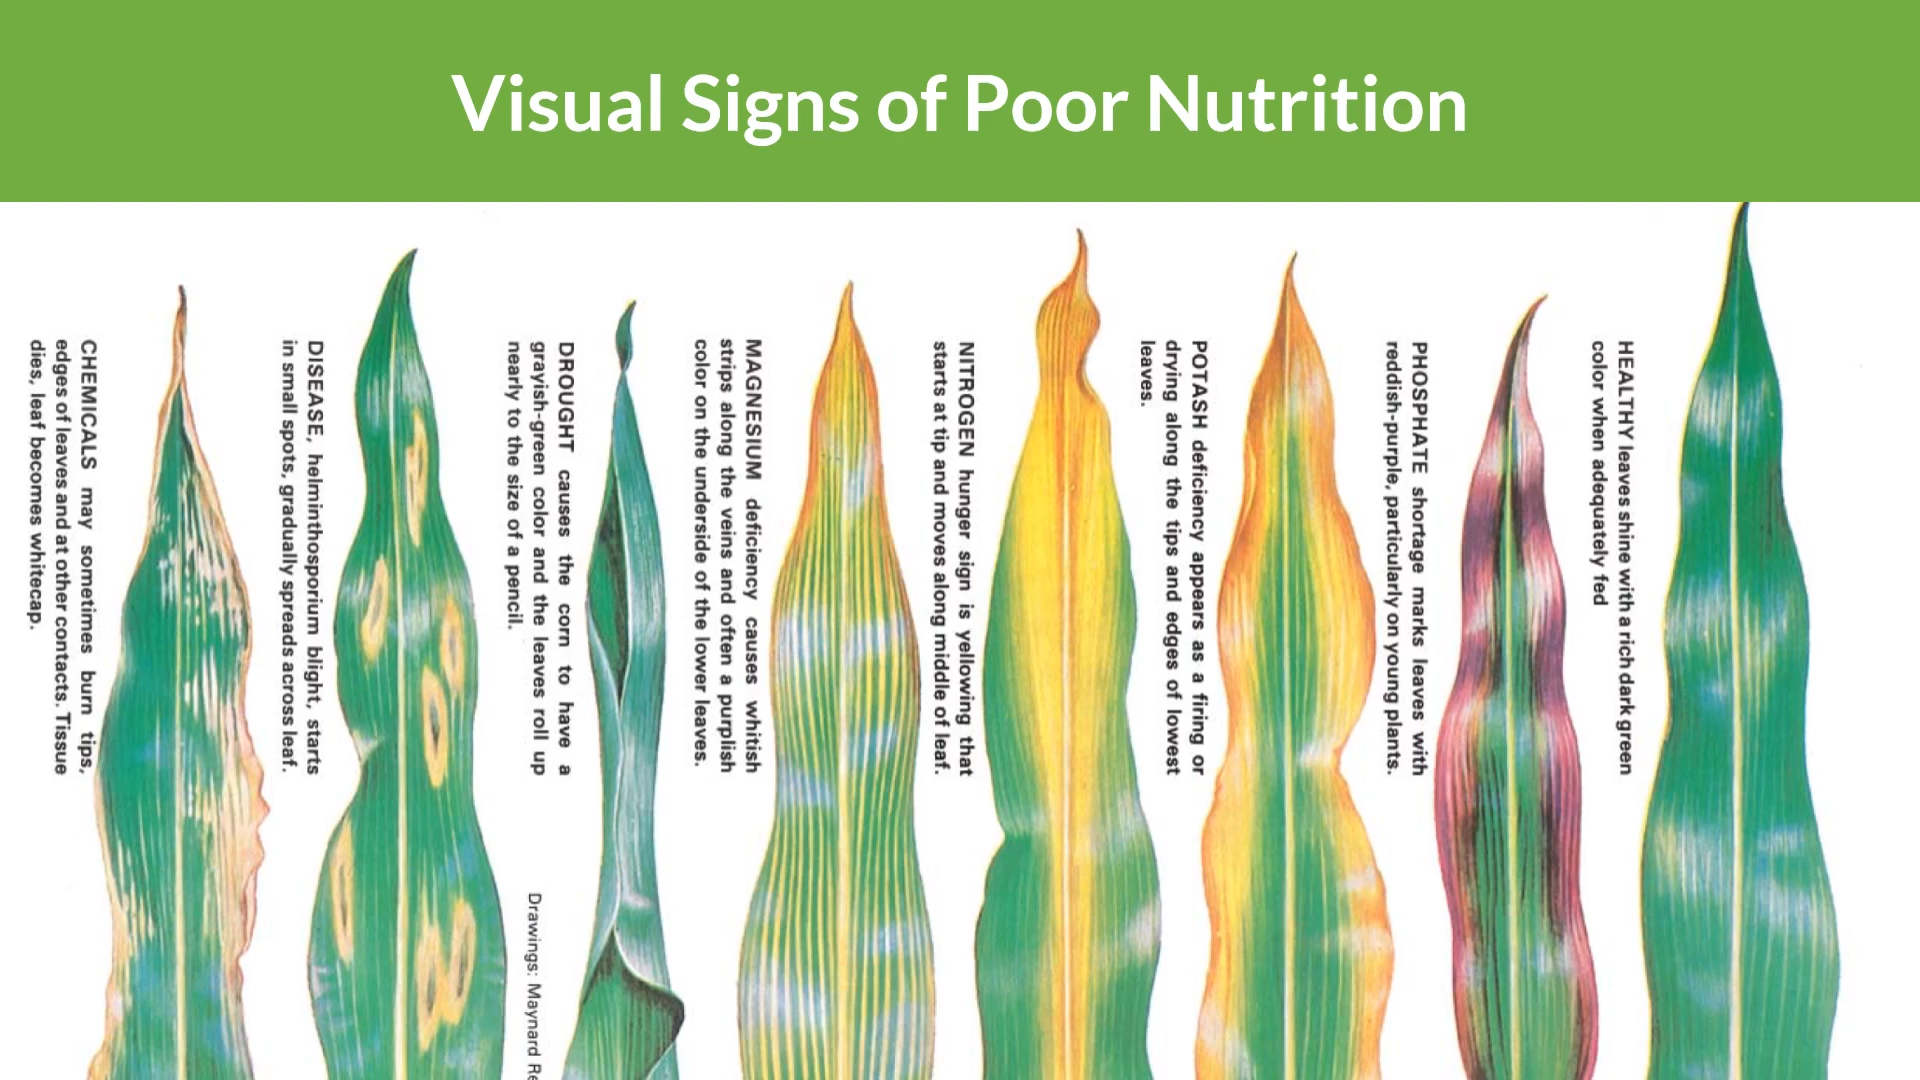 Visual Signs of Poor Nutrition
CHEMICALS may sometimes burn tips,
edges of leaves and at other contacts. Tissue
dies, leaf becomes whitecap.
DISEASE, helminthosporium blight, starts
in small spots, gradually spreads across leaf.
DROUGHT causes the corn to have a
grayish-green color and the leaves roll up
nearly to the size of a pencil.
Drawings: Maynard Re
MAGNESIUM deficiency causes whitish
strips along the veins and often a purplish
color on the underside of the lower leaves.
NITROGEN hunger sign is yellowing that
starts at tip and moves along middle of leaf.
POTASH deficiency appears as a firing or
drying along the tips and edges of lowest
leaves.
PHOSPHATE shortage marks leaves with
reddish-purple, particularly on young plants.
HEALTHY leaves shine with a rich dark green
color when adequately fed